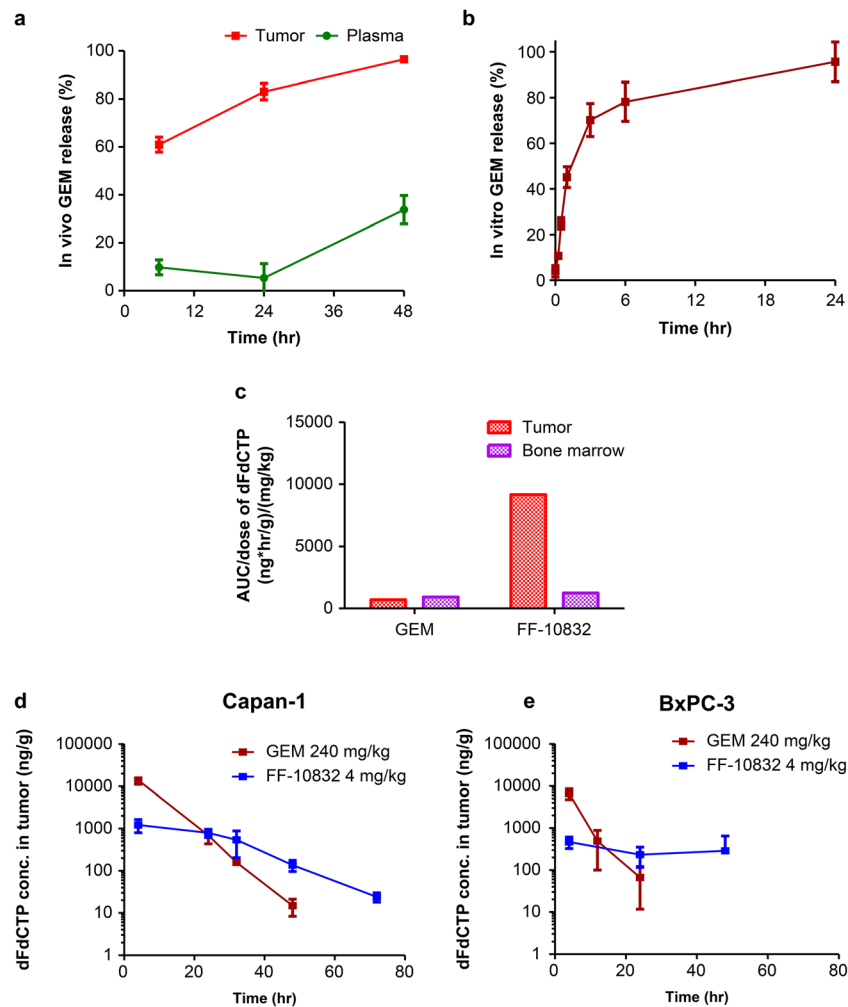 a
Tumor
Plasma
In vivo GEM release (%)
100
80
60
40
20
0
0 12 24 36 48
Time (hr)
b
In vitro GEM release (%)
100
80
60
40
20
0
0 6 12 18 24
Time (hr)
c
AUC/dose of dFdCTP
(ng*hr/g)/(mg/kg)
15000
10000
5000
0
Tumor
Bone marrow
GEM FF-10832
d
Capan-1
dFdCTP conc. in tumor (ng/g)
100000
10000
1000
100
10
1
GEM 240 mg/kg
FF-10832 4 mg/kg
0 20 40 60 80
Time (hr)
e
BxPC-3
dFdCTP conc. in tumor (ng/g)
100000
10000
1000
100
10
1
GEM 240 mg/kg
FF-10832 4 mg/kg
0 20 40 60 80
Time (hr)